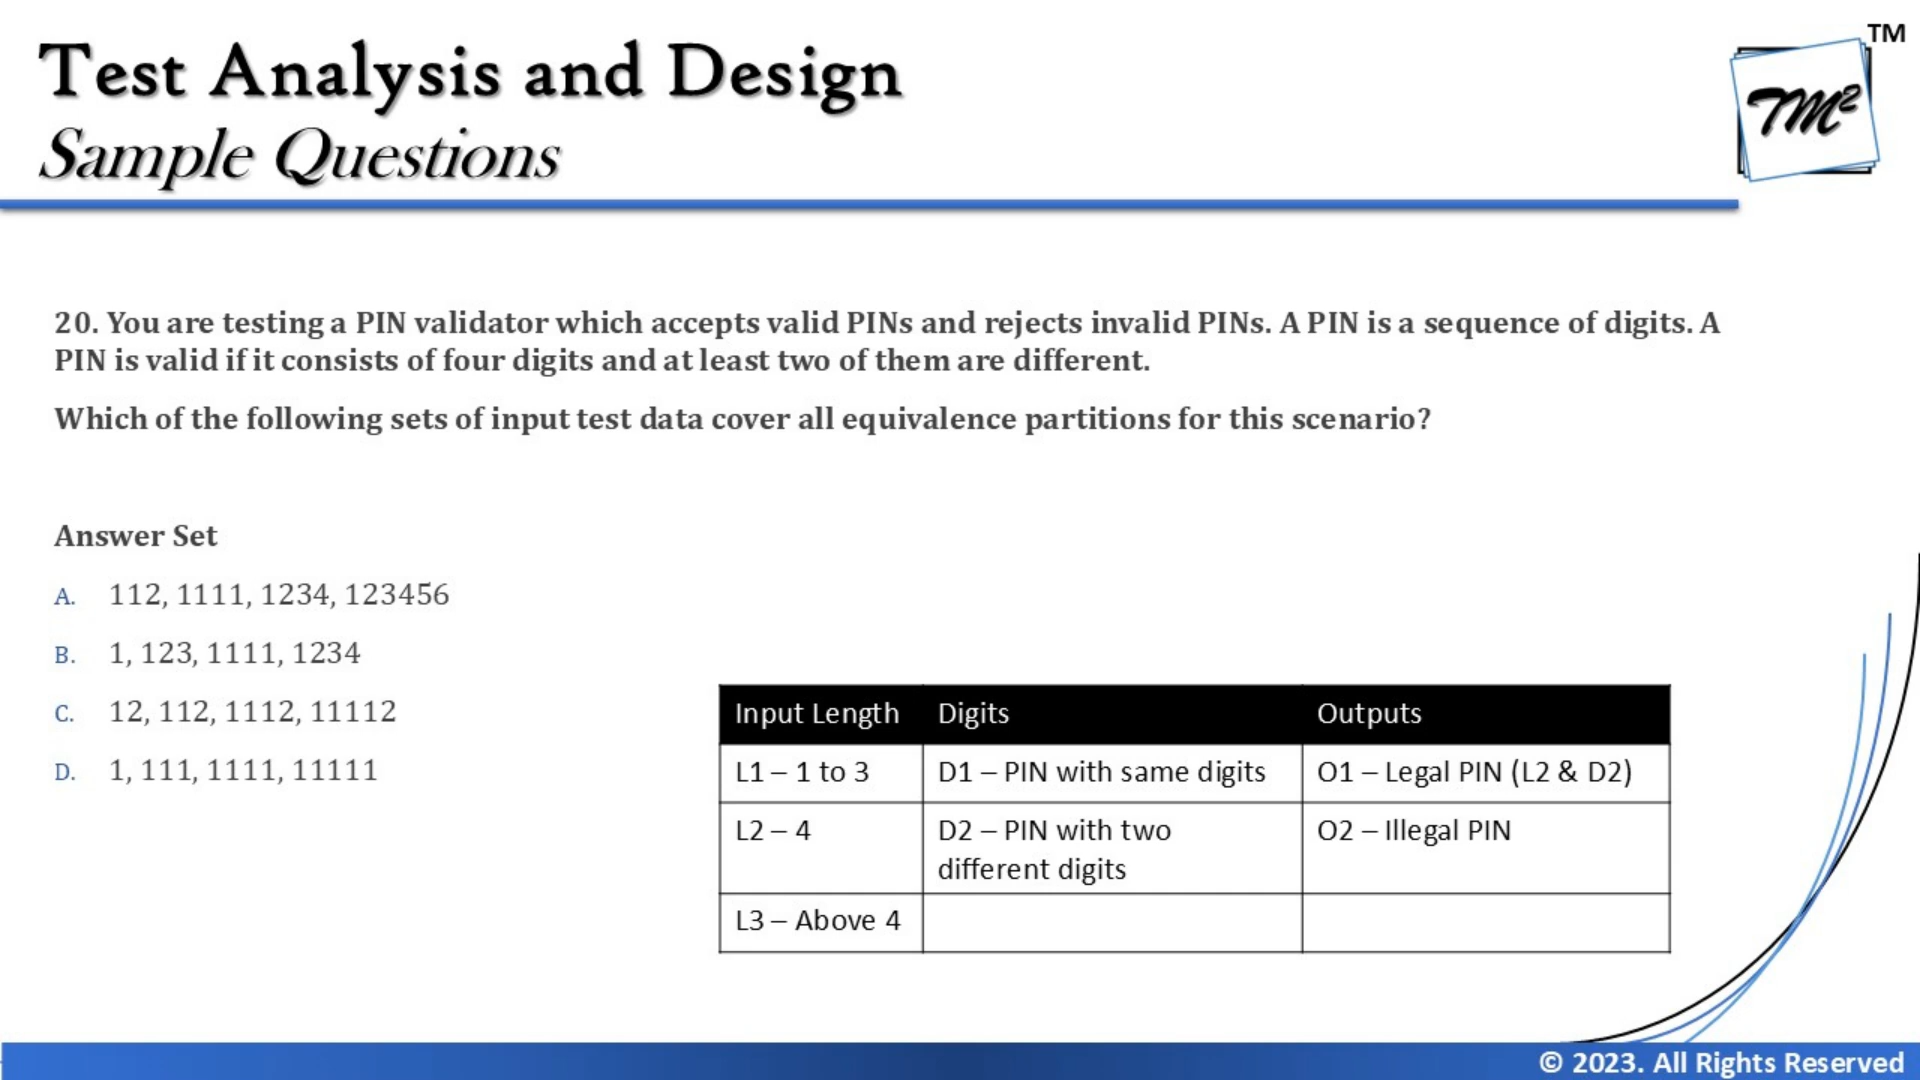 Test Analysis and Design
Sample Questions
TM
TM²
20. You are testing a PIN validator which accepts valid PINs and rejects invalid PINs. A PIN is a sequence of digits. A
PIN is valid if it consists of four digits and at least two of them are different.
Which of the following sets of input test data cover all equivalence partitions for this scenario?
Answer Set
A. 112, 1111, 1234, 123456
B. 1, 123, 1111, 1234
C. 12, 112, 1112, 11112
D. 1, 111, 1111, 11111
Input Length Digits Outputs
L1 – 1 to 3 D1 – PIN with same digits O1 – Legal PIN (L2 & D2)
L2 – 4 D2 – PIN with two O2 – Illegal PIN
different digits
L3 – Above 4
© 2023. All Rights Reserved